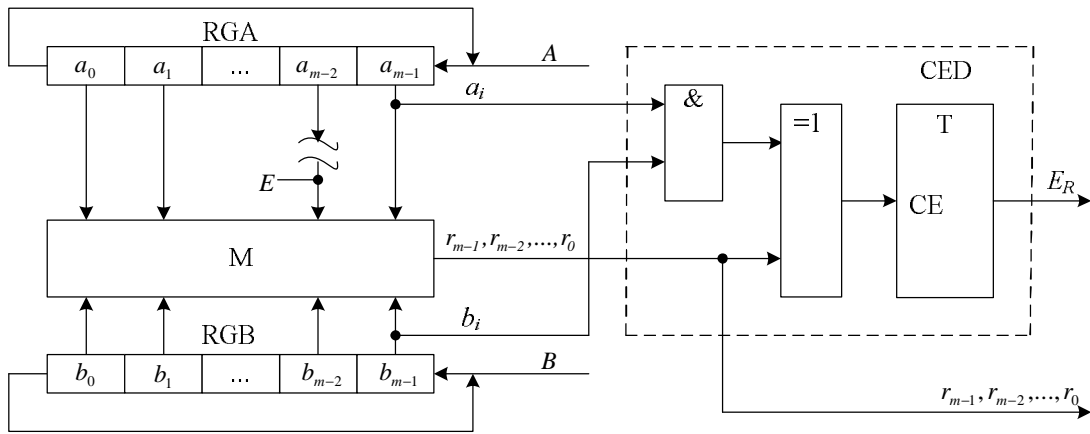 RGA
a₀ a₁ ... aₘ₋₂ aₘ₋₁
A
aᵢ
CED
&
=1
T
E
CE
E_R
M
rₘ₋₁, rₘ₋₂,..., r₀
RGB
bᵢ
b₀ b₁ ... bₘ₋₂ bₘ₋₁
B
rₘ₋₁, rₘ₋₂,..., r₀